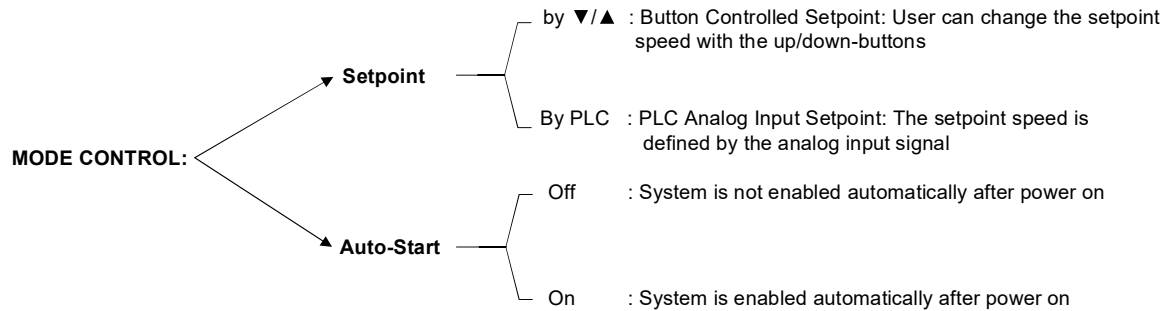 by ▼/▲ : Button Controlled Setpoint: User can change the setpoint
speed with the up/down-buttons
Setpoint
By PLC : PLC Analog Input Setpoint: The setpoint speed is
defined by the analog input signal
MODE CONTROL:
Off : System is not enabled automatically after power on
Auto-Start
On : System is enabled automatically after power on